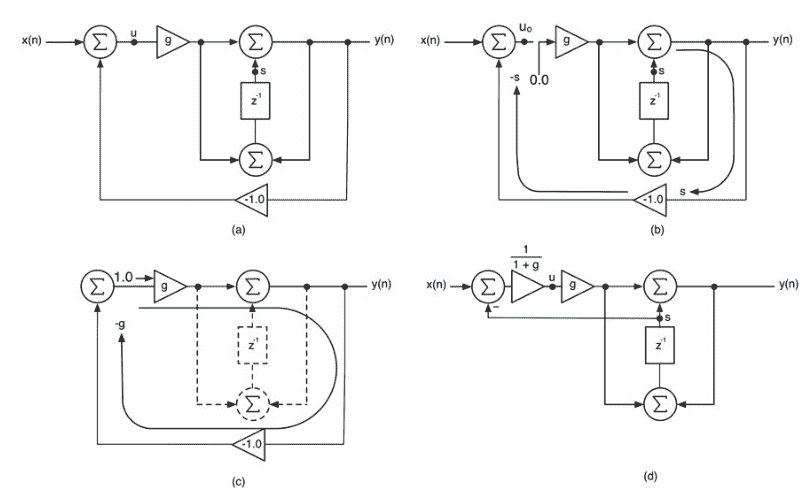 x(n) Σ u g Σ y(n)
s
z⁻¹
Σ
-1.0
(a)
x(n) Σ u₀ g Σ y(n)
-s 0.0 s
z⁻¹
Σ
-1.0 s
(b)
Σ 1.0 g Σ y(n)
-g
z⁻¹
Σ
-1.0
(c)
1
1 + g
x(n) Σ u g Σ y(n)
− s
z⁻¹
Σ
(d)